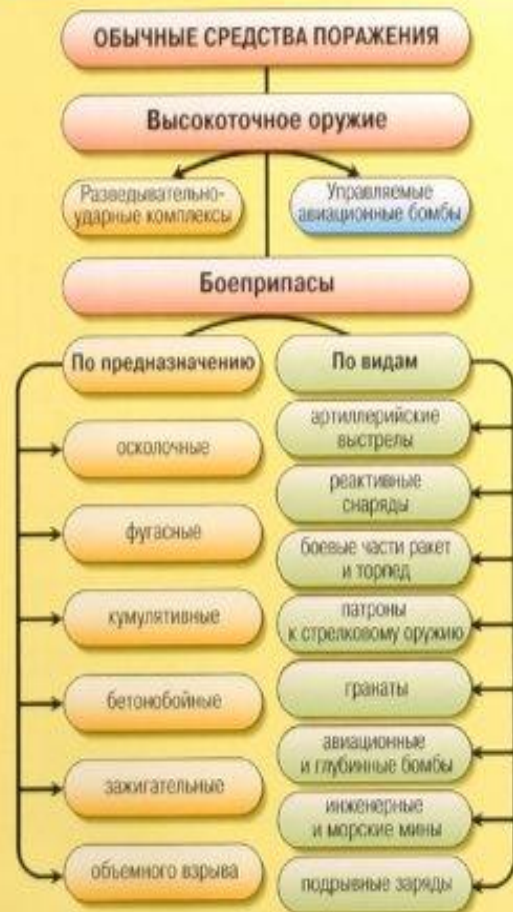 ОБЫЧНЫЕ СРЕДСТВА ПОРАЖЕНИЯ
Высокоточное оружие
Разведывательно-
ударные комплексы
Управляемые
авиационные бомбы
Боеприпасы
По предназначению
осколочные
фугасные
кумулятивные
бетонобойные
зажигательные
объемного взрыва
По видам
артиллерийские
выстрелы
реактивные
снаряды
боевые части ракет
и торпед
патроны
к стрелковому оружию
гранаты
авиационные
и глубинные бомбы
инженерные
и морские мины
подрывные заряды